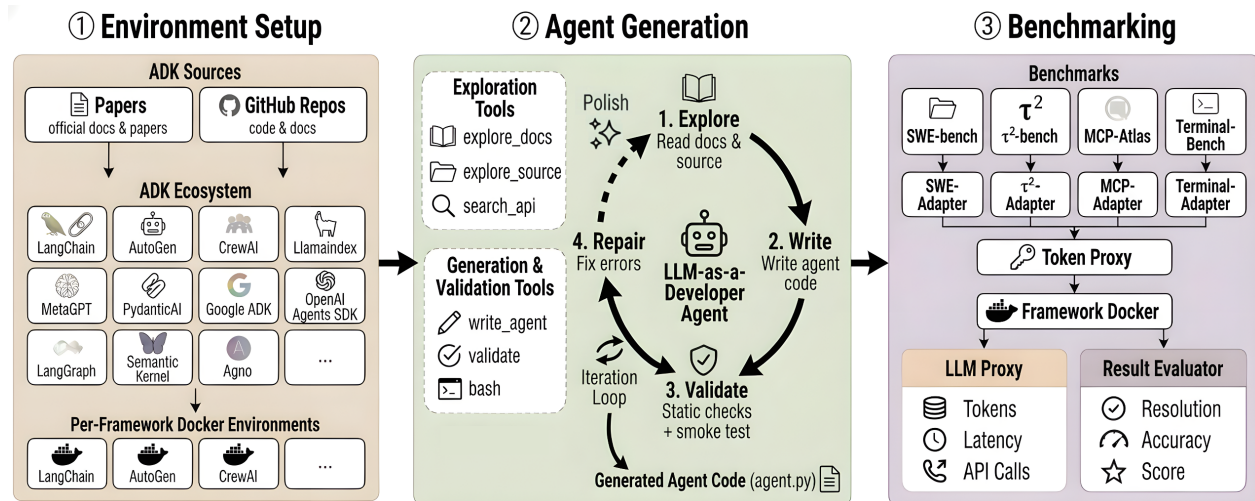 ① Environment Setup
ADK Sources
Papers
official docs & papers
GitHub Repos
code & docs
ADK Ecosystem
LangChain
AutoGen
CrewAI
Llamaindex
MetaGPT
PydanticAI
Google ADK
OpenAI
Agents SDK
LangGraph
Semantic
Kernel
A
Agno
...
Per-Framework Docker Environments
LangChain
AutoGen
CrewAI
...
② Agent Generation
Exploration
Tools
explore_docs
explore_source
search_api
Generation &
Validation Tools
write_agent
validate
bash
Polish
1. Explore
Read docs &
source
2. Write
Write agent
code
3. Validate
Static checks
+ smoke test
4. Repair
Fix errors
LLM-as-a-
Developer
Agent
Iteration
Loop
Generated Agent Code (agent.py)
③ Benchmarking
Benchmarks
SWE-bench
τ²
τ²-bench
MCP-Atlas
Terminal-
Bench
SWE-
Adapter
τ²-
Adapter
MCP-
Adapter
Terminal-
Adapter
Token Proxy
Framework Docker
LLM Proxy
Tokens
Latency
API Calls
Result Evaluator
Resolution
Accuracy
Score